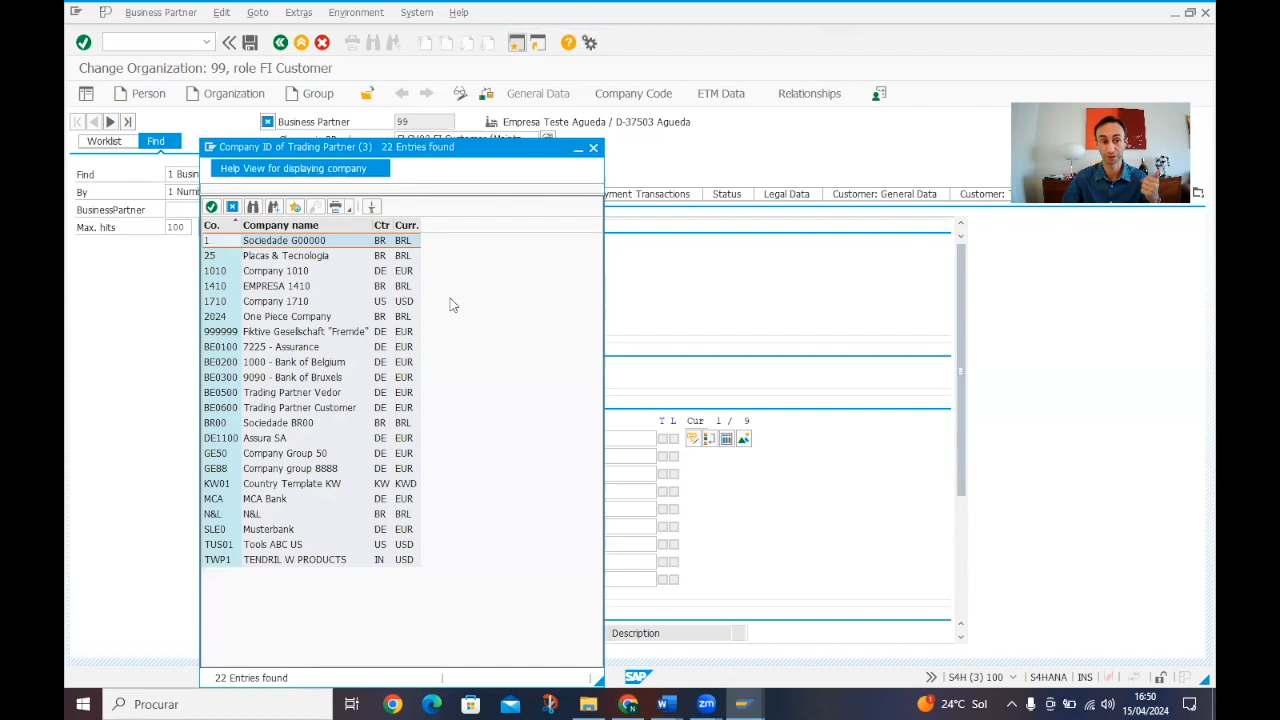 Business Partner Edit Goto Extras Environment System Help
Change Organization: 99, role FI Customer
Person Organization Group General Data Company Code ETM Data Relationships
Business Partner 99 Empresa Teste Agueda / D-37503 Agueda
Worklist Find
Company ID of Trading Partner (3) 22 Entries found
Help View for displaying company
Find 1 Busin
By 1 Numb
BusinessPartner
Max. hits 100
yment Transactions Status Legal Data Customer: General Data Customer:
Co. Company name Ctr Curr.
1 Sociedade G00000 BR BRL
25 Placas & Tecnologia BR BRL
1010 Company 1010 DE EUR
1410 EMPRESA 1410 BR BRL
1710 Company 1710 US USD
2024 One Piece Company BR BRL
999999 Fiktive Gesellschaft "Fremde" DE EUR
BE0100 7225 - Assurance DE EUR
BE0200 1000 - Bank of Belgium DE EUR
BE0300 9090 - Bank of Bruxels DE EUR
BE0500 Trading Partner Vedor DE EUR
BE0600 Trading Partner Customer DE EUR
BR00 Sociedade BR00 BR BRL
DE1100 Assura SA DE EUR
GE50 Company Group 50 DE EUR
GE88 Company group 8888 DE EUR
KW01 Country Template KW KW KWD
MCA MCA Bank DE EUR
N&L N&L BR BRL
SLE0 Musterbank DE EUR
TUS01 Tools ABC US US USD
TWP1 TENDRIL W PRODUCTS IN USD
T L Cur 1 / 9
Description
22 Entries found
SAP
S4H (3) 100 S4HANA INS
Procurar
24°C Sol
16:50
15/04/2024